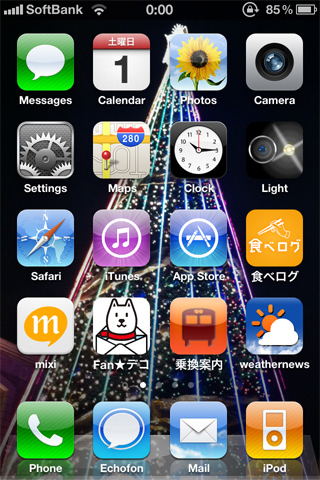 SoftBank 0:00 85%
土曜日
1
280
Messages Calendar Photos Camera
Settings Maps Clock Light
食べログ
Safari iTunes App Store 食べログ
m
mixi Fan★デコ 乗換案内 weathernews
Phone Echofon Mail iPod